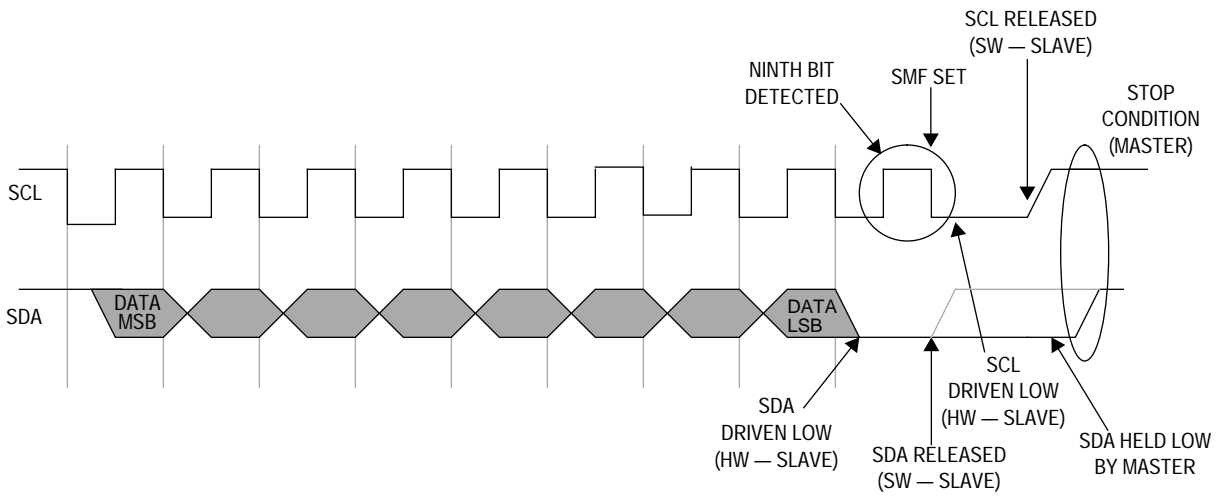 SCL RELEASED
(SW — SLAVE)
NINTH BIT
DETECTED
SMF SET
STOP
CONDITION
(MASTER)
SCL
SDA
DATA
MSB
DATA
LSB
SDA
DRIVEN LOW
(HW — SLAVE)
SDA RELEASED
(SW — SLAVE)
SCL
DRIVEN LOW
(HW — SLAVE)
SDA HELD LOW
BY MASTER